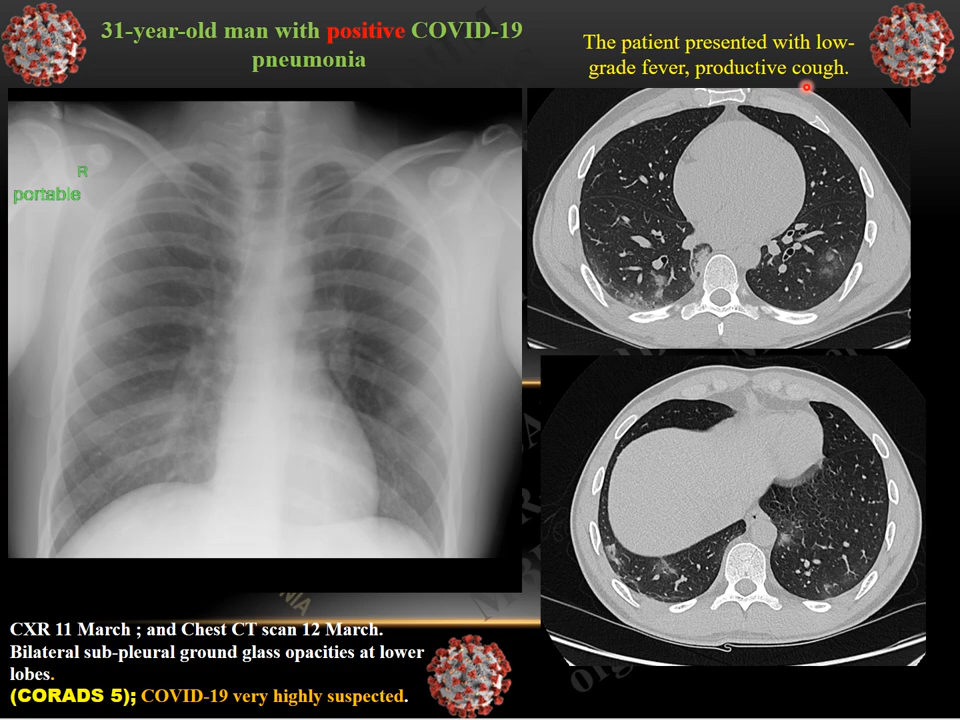 31-year-old man with positive COVID-19
pneumonia
The patient presented with low-
grade fever, productive cough.
R
portable
CXR 11 March ; and Chest CT scan 12 March.
Bilateral sub-pleural ground glass opacities at lower
lobes.
(CORADS 5); COVID-19 very highly suspected.